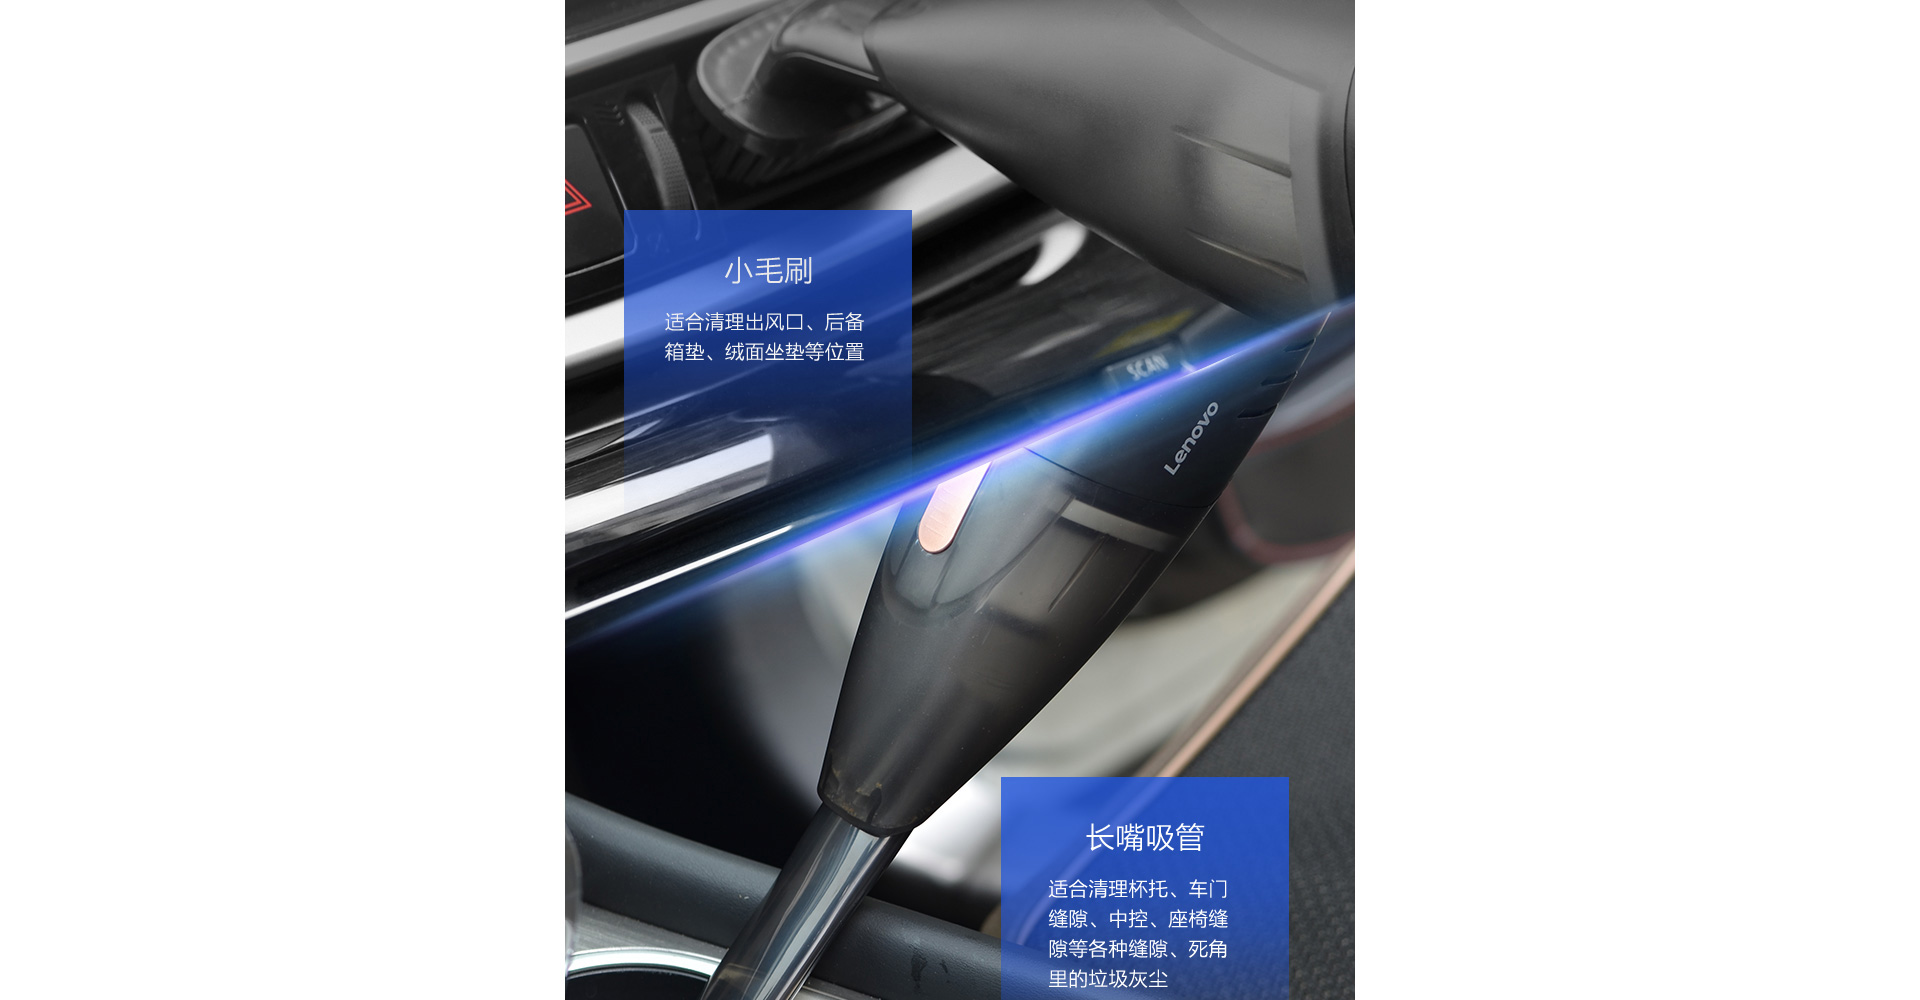 小毛刷
适合清理出风口、后备
箱垫、绒面坐垫等位置
SCAN
Lenovo
长嘴吸管
适合清理杯托、车门
缝隙、中控、座椅缝
隙等各种缝隙、死角
里的垃圾灰尘